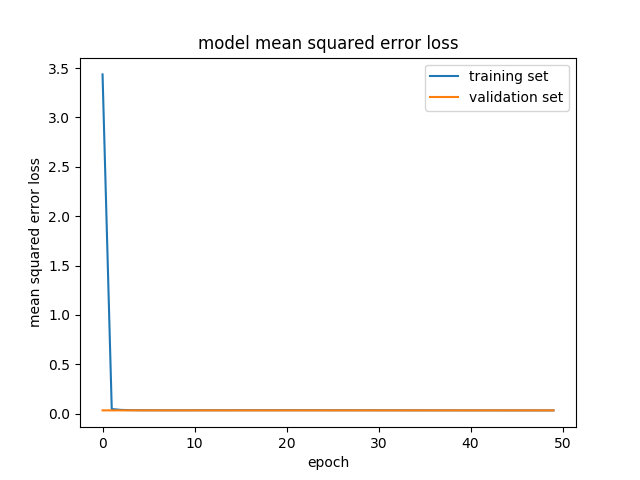 model mean squared error loss
training set
validation set
mean squared error loss
3.5
3.0
2.5
2.0
1.5
1.0
0.5
0.0
0 10 20 30 40 50
epoch